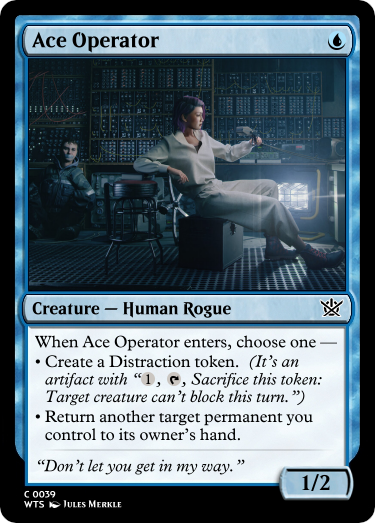 Ace Operator
Creature — Human Rogue
When Ace Operator enters, choose one —
• Create a Distraction token. (It's an
artifact with “1, T, Sacrifice this token:
Target creature can't block this turn.”)
• Return another target permanent you
control to its owner's hand.
“Don't let you get in my way.”
1/2
C 0039
WTS Jules Merkle